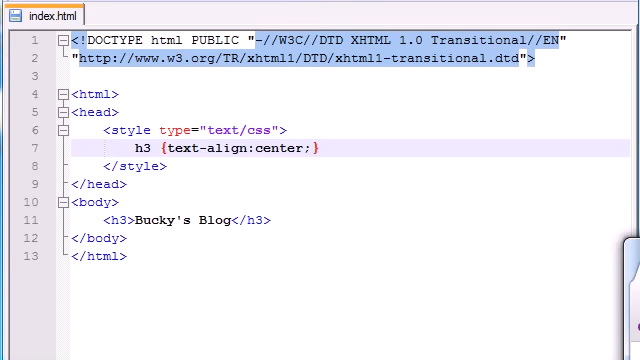 index.html
1 <!DOCTYPE html PUBLIC "-//W3C//DTD XHTML 1.0 Transitional//EN"
2 "http://www.w3.org/TR/xhtml1/DTD/xhtml1-transitional.dtd">
3
4 <html>
5 <head>
6 <style type="text/css">
7 h3 {text-align:center;}
8 </style>
9 </head>
10 <body>
11 <h3>Bucky's Blog</h3>
12 </body>
13 </html>